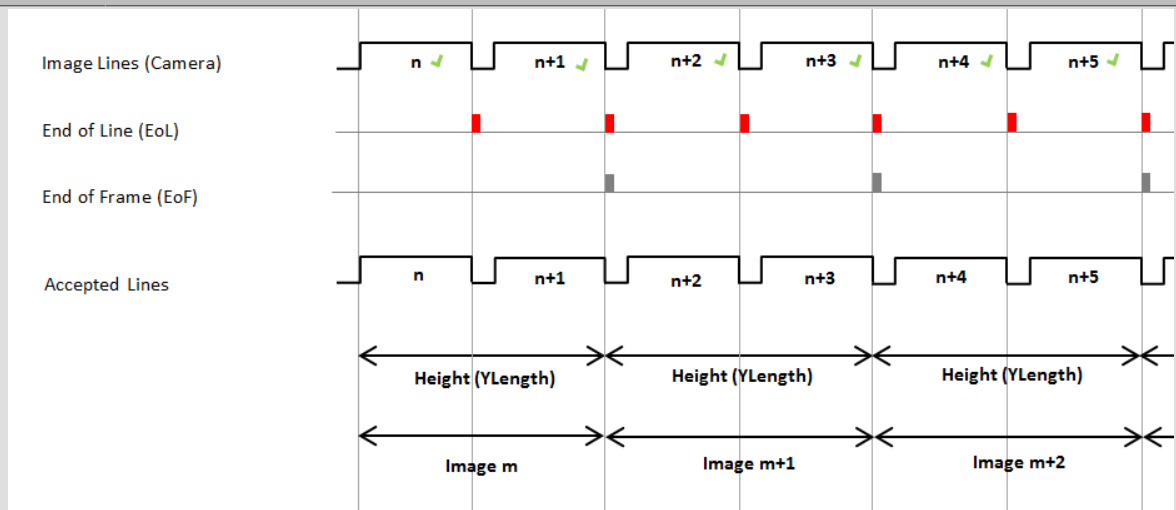 Image Lines (Camera)
n
n+1
n+2
n+3
n+4
n+5
End of Line (EoL)
End of Frame (EoF)
Accepted Lines
n
n+1
n+2
n+3
n+4
n+5
Height (YLength)
Height (YLength)
Height (YLength)
Image m
Image m+1
Image m+2